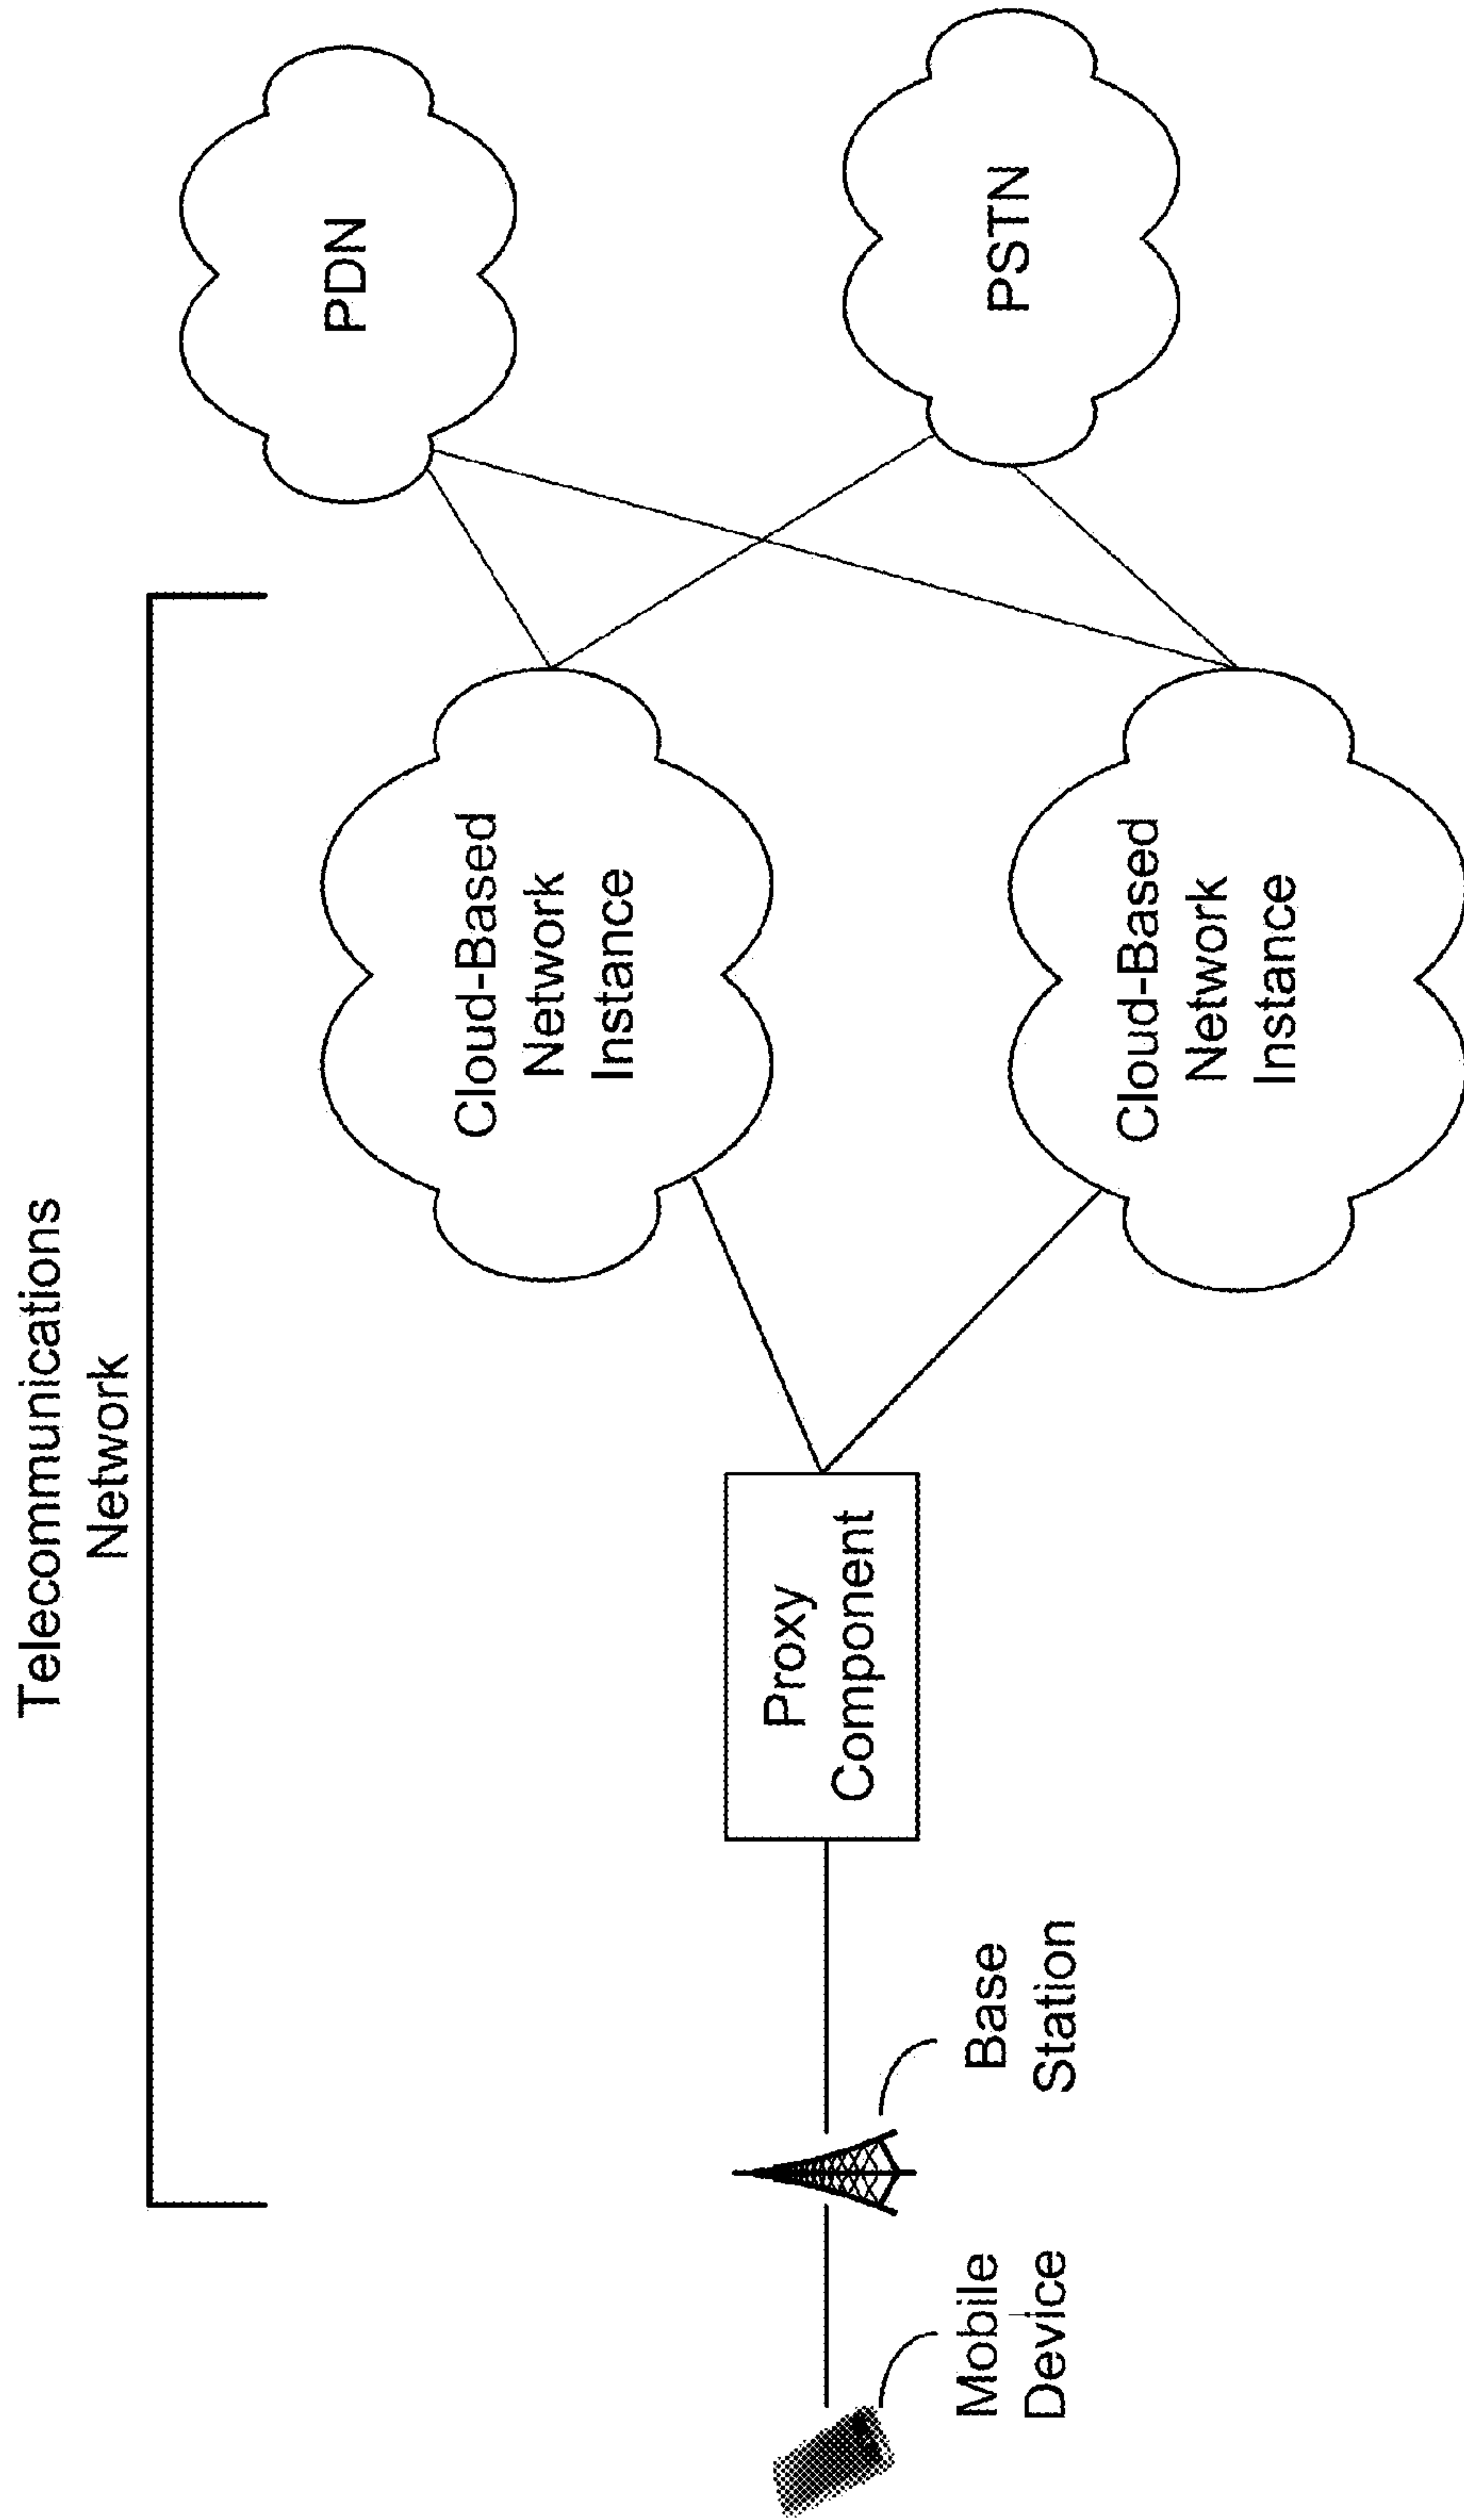 Telecommunications
Network
Mobile
Device
Base
Station
Proxy
Component
Cloud-Based
Network
Instance
Cloud-Based
Network
Instance
PDN
PSTN